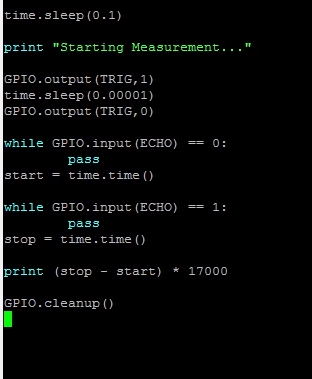 time.sleep(0.1)
print "Starting Measurement..."
GPIO.output(TRIG,1)
time.sleep(0.00001)
GPIO.output(TRIG,0)
while GPIO.input(ECHO) == 0:
        pass
start = time.time()
while GPIO.input(ECHO) == 1:
        pass
stop = time.time()
print (stop - start) * 17000
GPIO.cleanup()